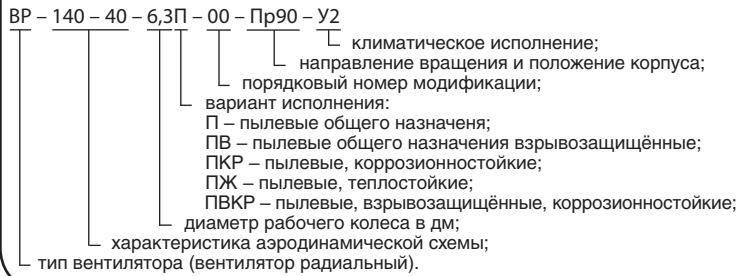 ВР – 140 – 40 – 6,3П – 00 – Пр90 – У2
климатическое исполнение;
направление вращения и положение корпуса;
порядковый номер модификации;
вариант исполнения:
П – пылевые общего назначеня;
ПВ – пылевые общего назначения взрывозащищённые;
ПКР – пылевые, коррозионностойкие;
ПЖ – пылевые, теплостойкие;
ПВКР – пылевые, взрывозащищённые, коррозионностойкие;
диаметр рабочего колеса в дм;
характеристика аэродинамической схемы;
тип вентилятора (вентилятор радиальный).